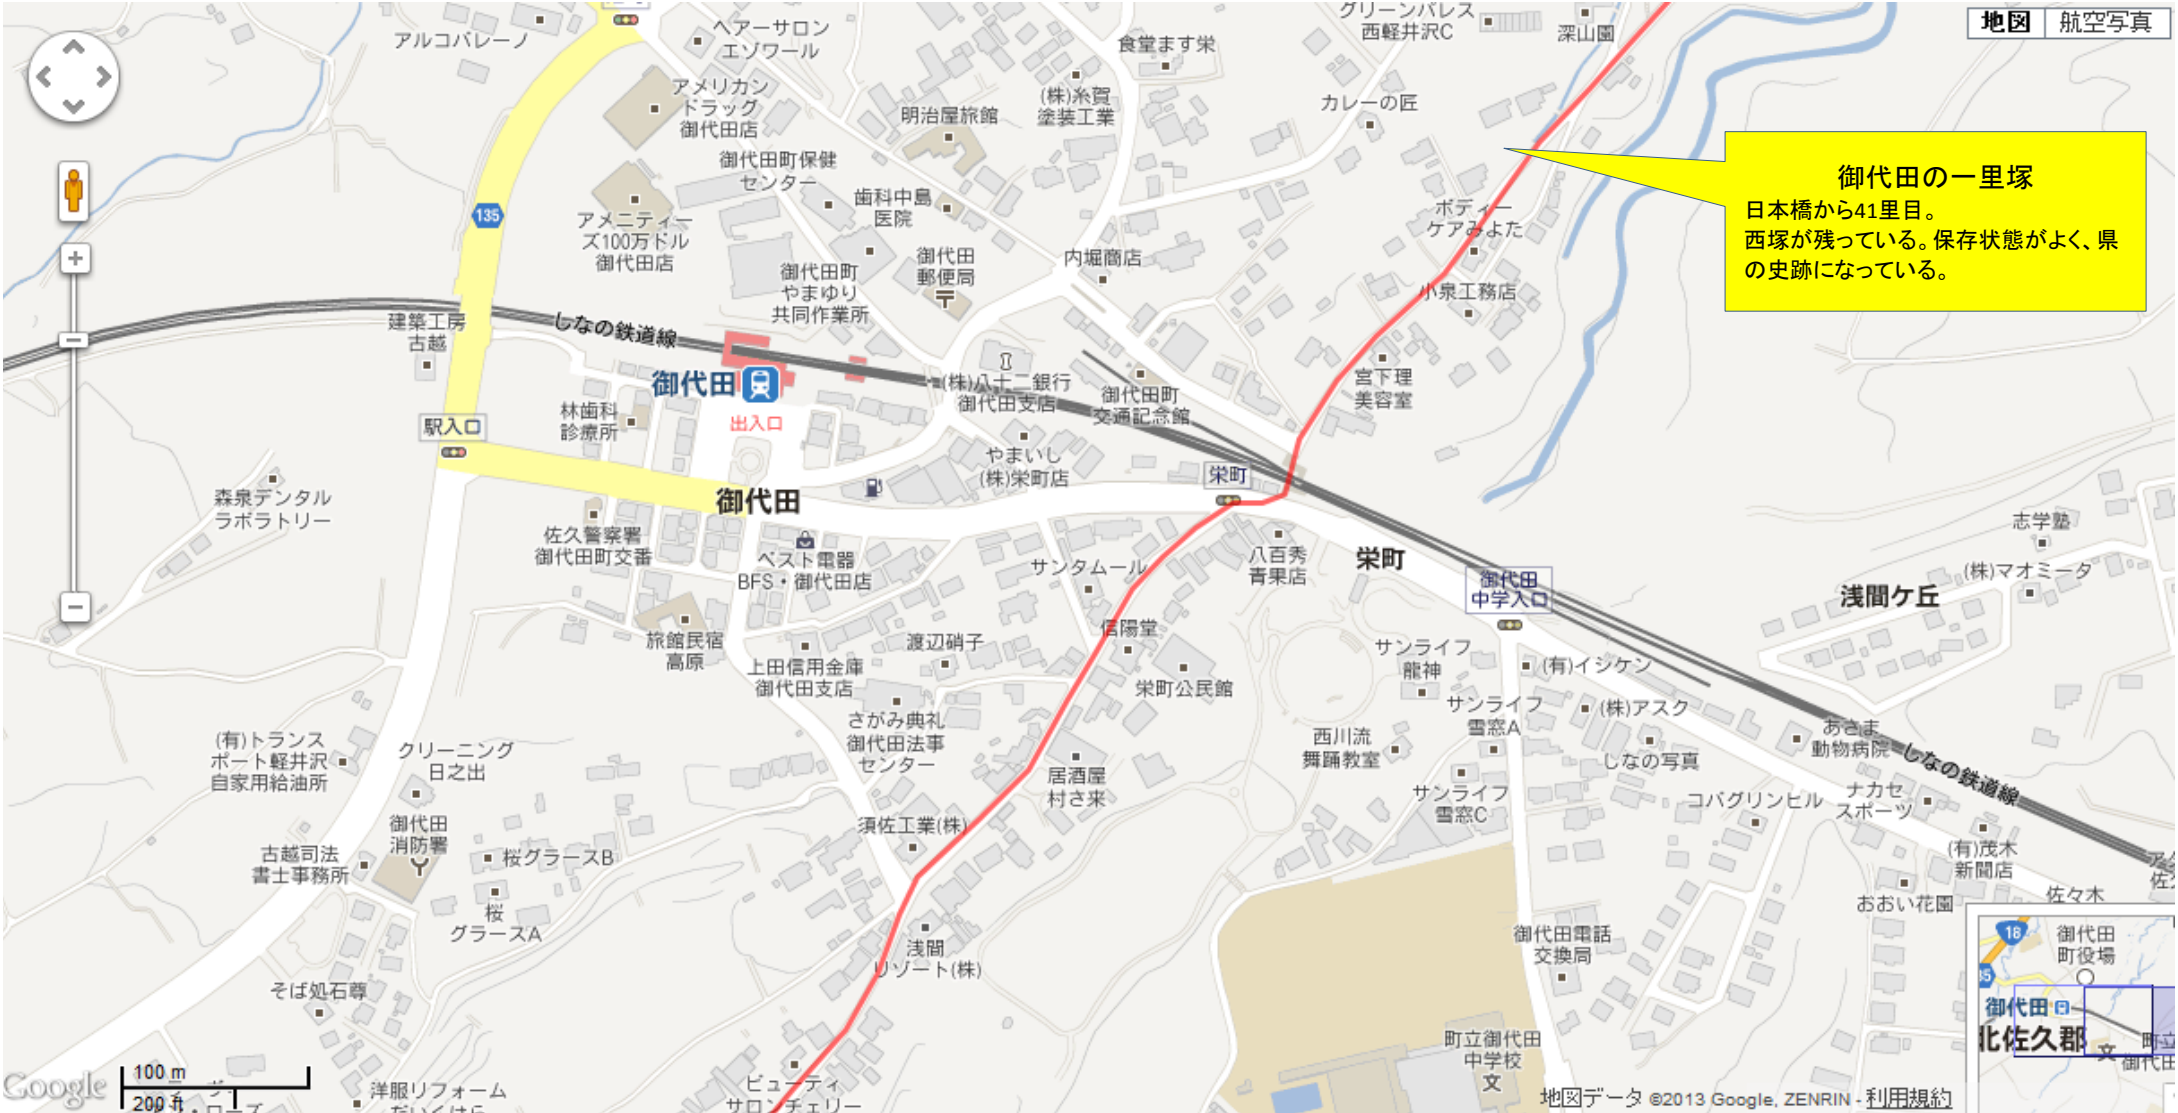 アルコバレーノ
ヘアーサロン
エゾワール
グリーンパレス
西軽井沢C
深山園
地図
航空写真
食堂ます栄
アメリカン
ドラッグ
御代田店
明治屋旅館
(株)糸賀
塗装工業
カレーの匠
御代田町保健
センター
歯科中島
医院
135
アメニティー
ズ100万ドル
御代田店
御代田町
やまゆり
共同作業所
御代田
郵便局
内堀商店
ボディー
ケアみよた
小泉工務店
御代田の一里塚
日本橋から41里目。
西塚が残っている。保存状態がよく、県
の史跡になっている。
建築工房
古越
しなの鉄道線
御代田
出入口
(株)八十二銀行
御代田支店
御代田町
交通記念館
宮下理
美容室
林歯科
診療所
駅入口
やまいし
(株)栄町店
栄町
森泉デンタル
ラボラトリー
御代田
佐久警察署
御代田町交番
ベスト電器
BFS・御代田店
サンタムール
八百秀
青果店
栄町
御代田
中学入口
志学塾
(株)マオミータ
浅間ケ丘
旅館民宿
高原
上田信用金庫
御代田支店
渡辺硝子
信陽堂
栄町公民館
サンライフ
龍神
(有)イシケン
サンライフ
雪窓A
(株)アスク
さがみ典礼
御代田法事
センター
西川流
舞踊教室
しなの写真
あさま
動物病院
しなの鉄道線
(有)トランス
ポート軽井沢
自家用給油所
クリーニング
日之出
居酒屋
村さ来
サンライフ
雪窓C
コバグリンヒル
ナカセ
スポーツ
御代田
消防署
須佐工業(株)
古越司法
書士事務所
桜グラースB
(有)茂木
新聞店
おおい花園
佐々木
桜
グラースA
浅間
リゾート(株)
御代田電話
交換局
そば処石尊
18
御代田
町役場
御代田
北佐久郡
町立御代田
中学校
文
100 m
200 ft
Google
洋服リフォーム
ビューティ
サロンチェリー
地図データ ©2013 Google, ZENRIN - 利用規約